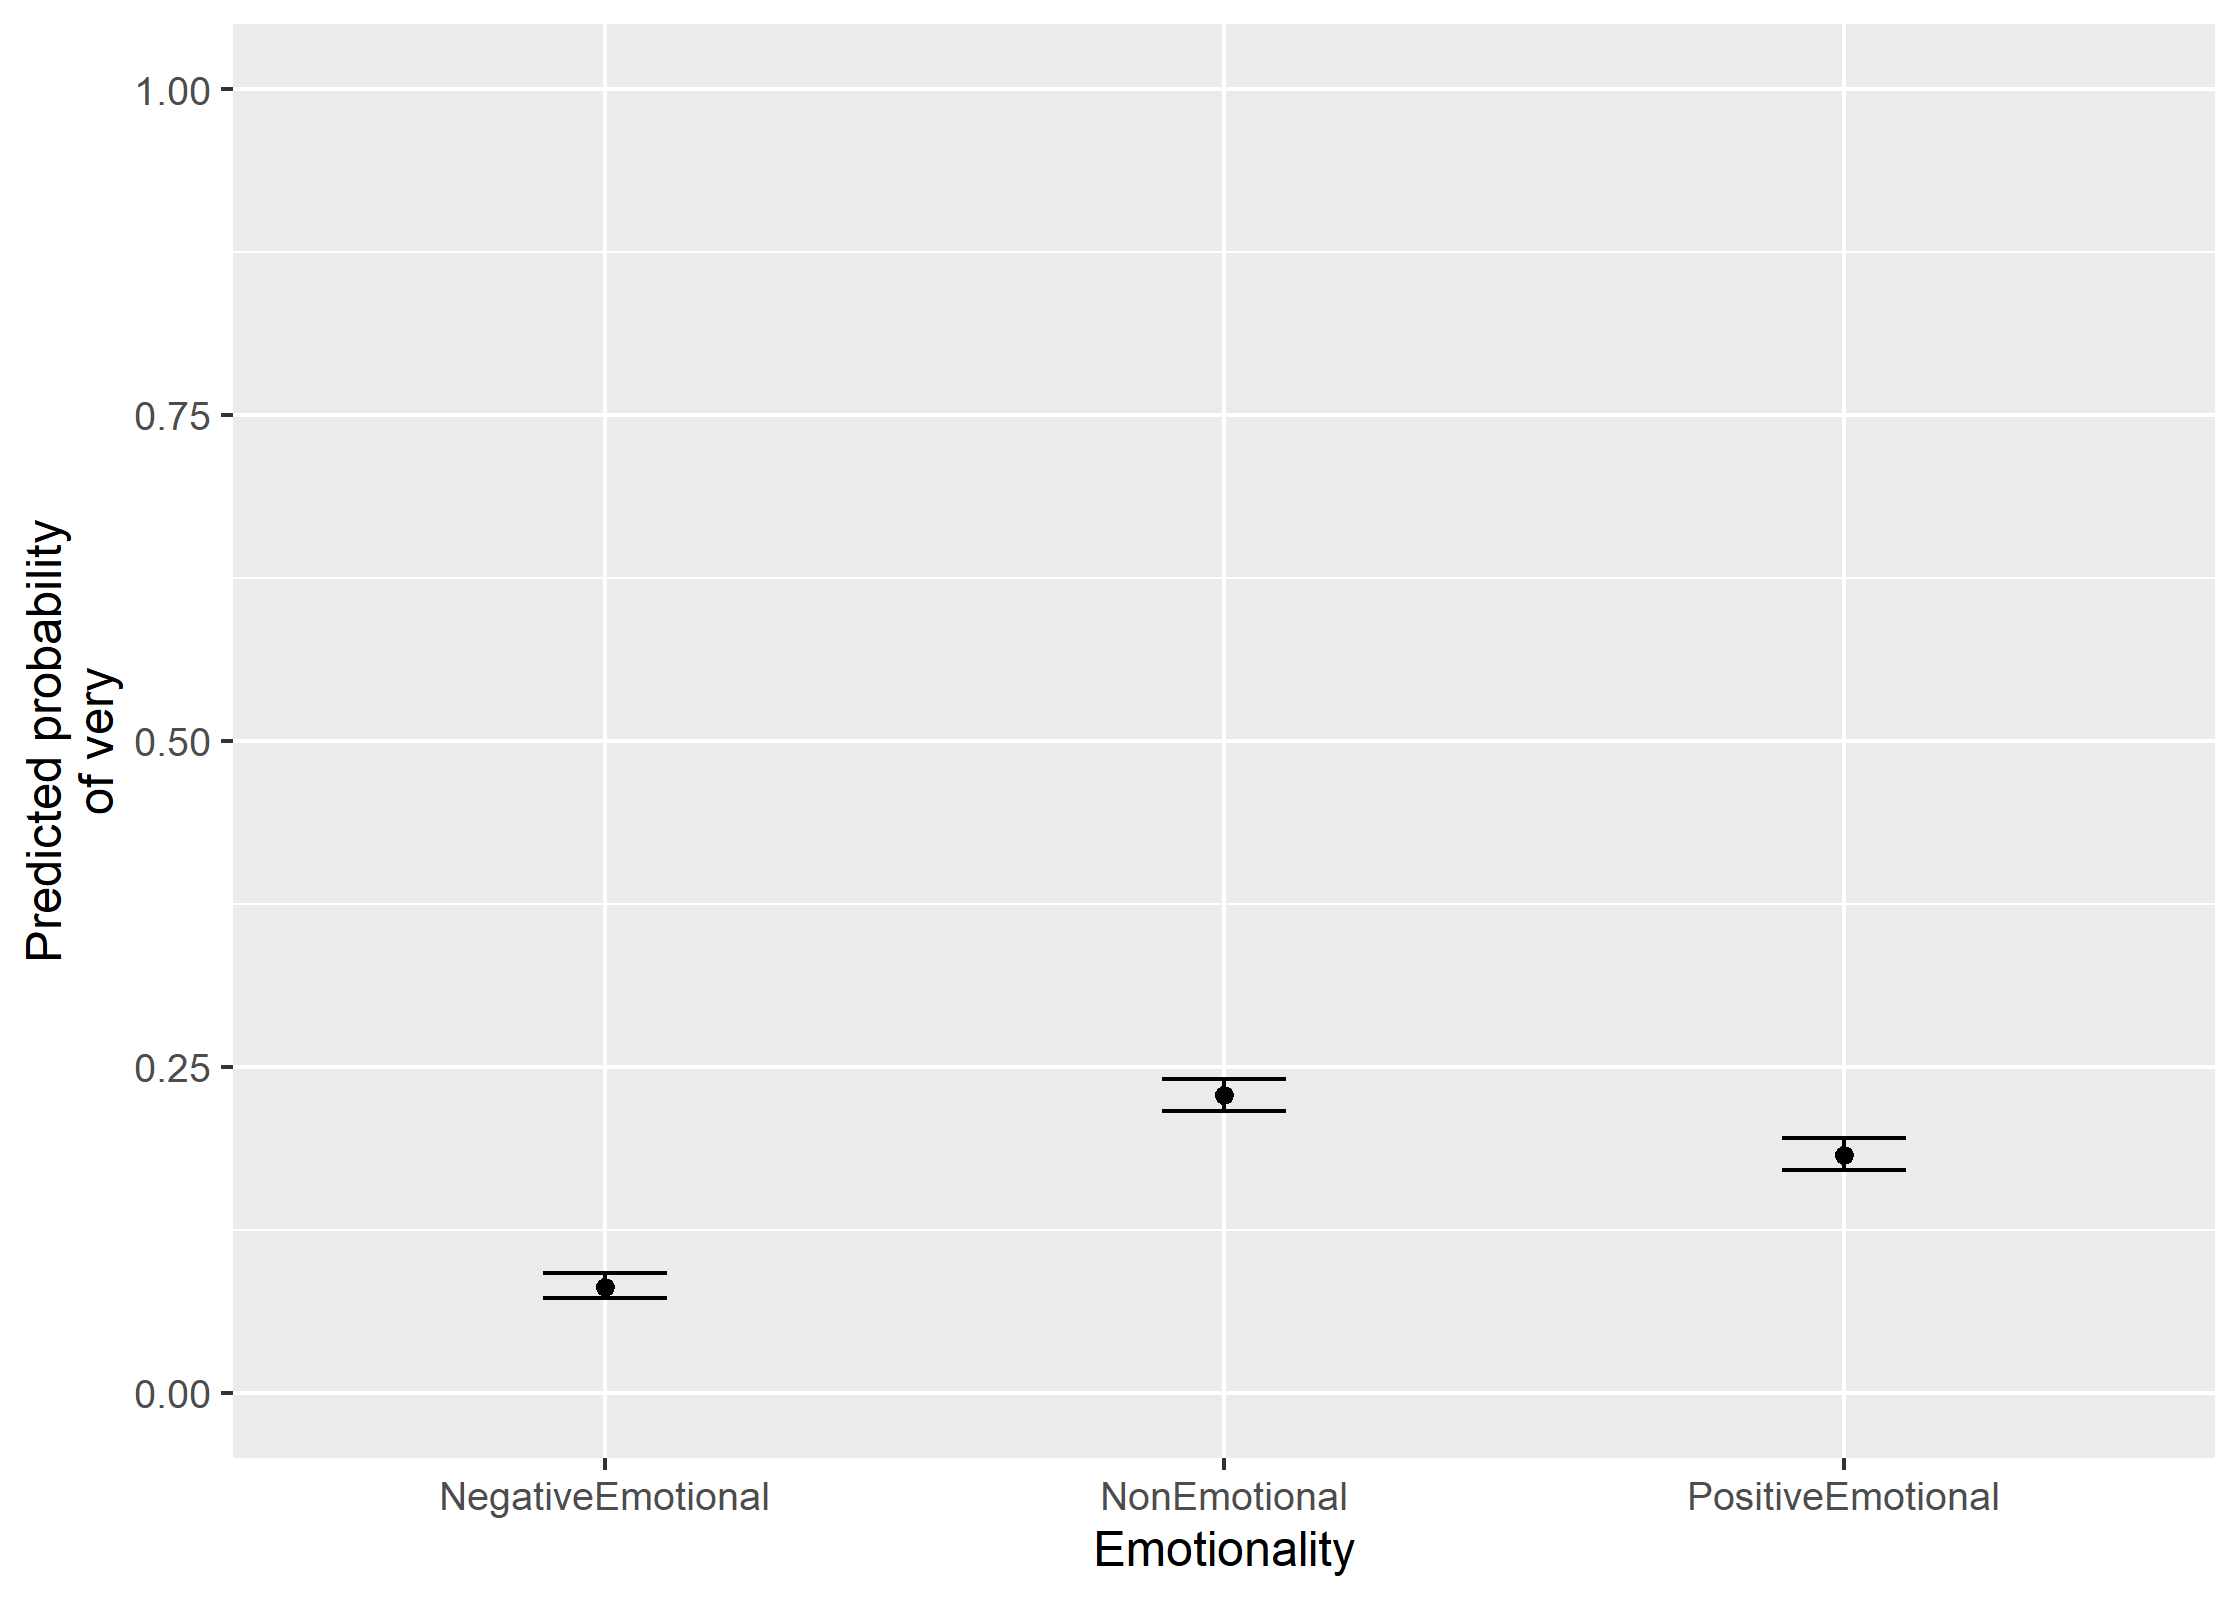 Predicted probability
of very
1.00
0.75
0.50
0.25
0.00
NegativeEmotional
NonEmotional
PositiveEmotional
Emotionality